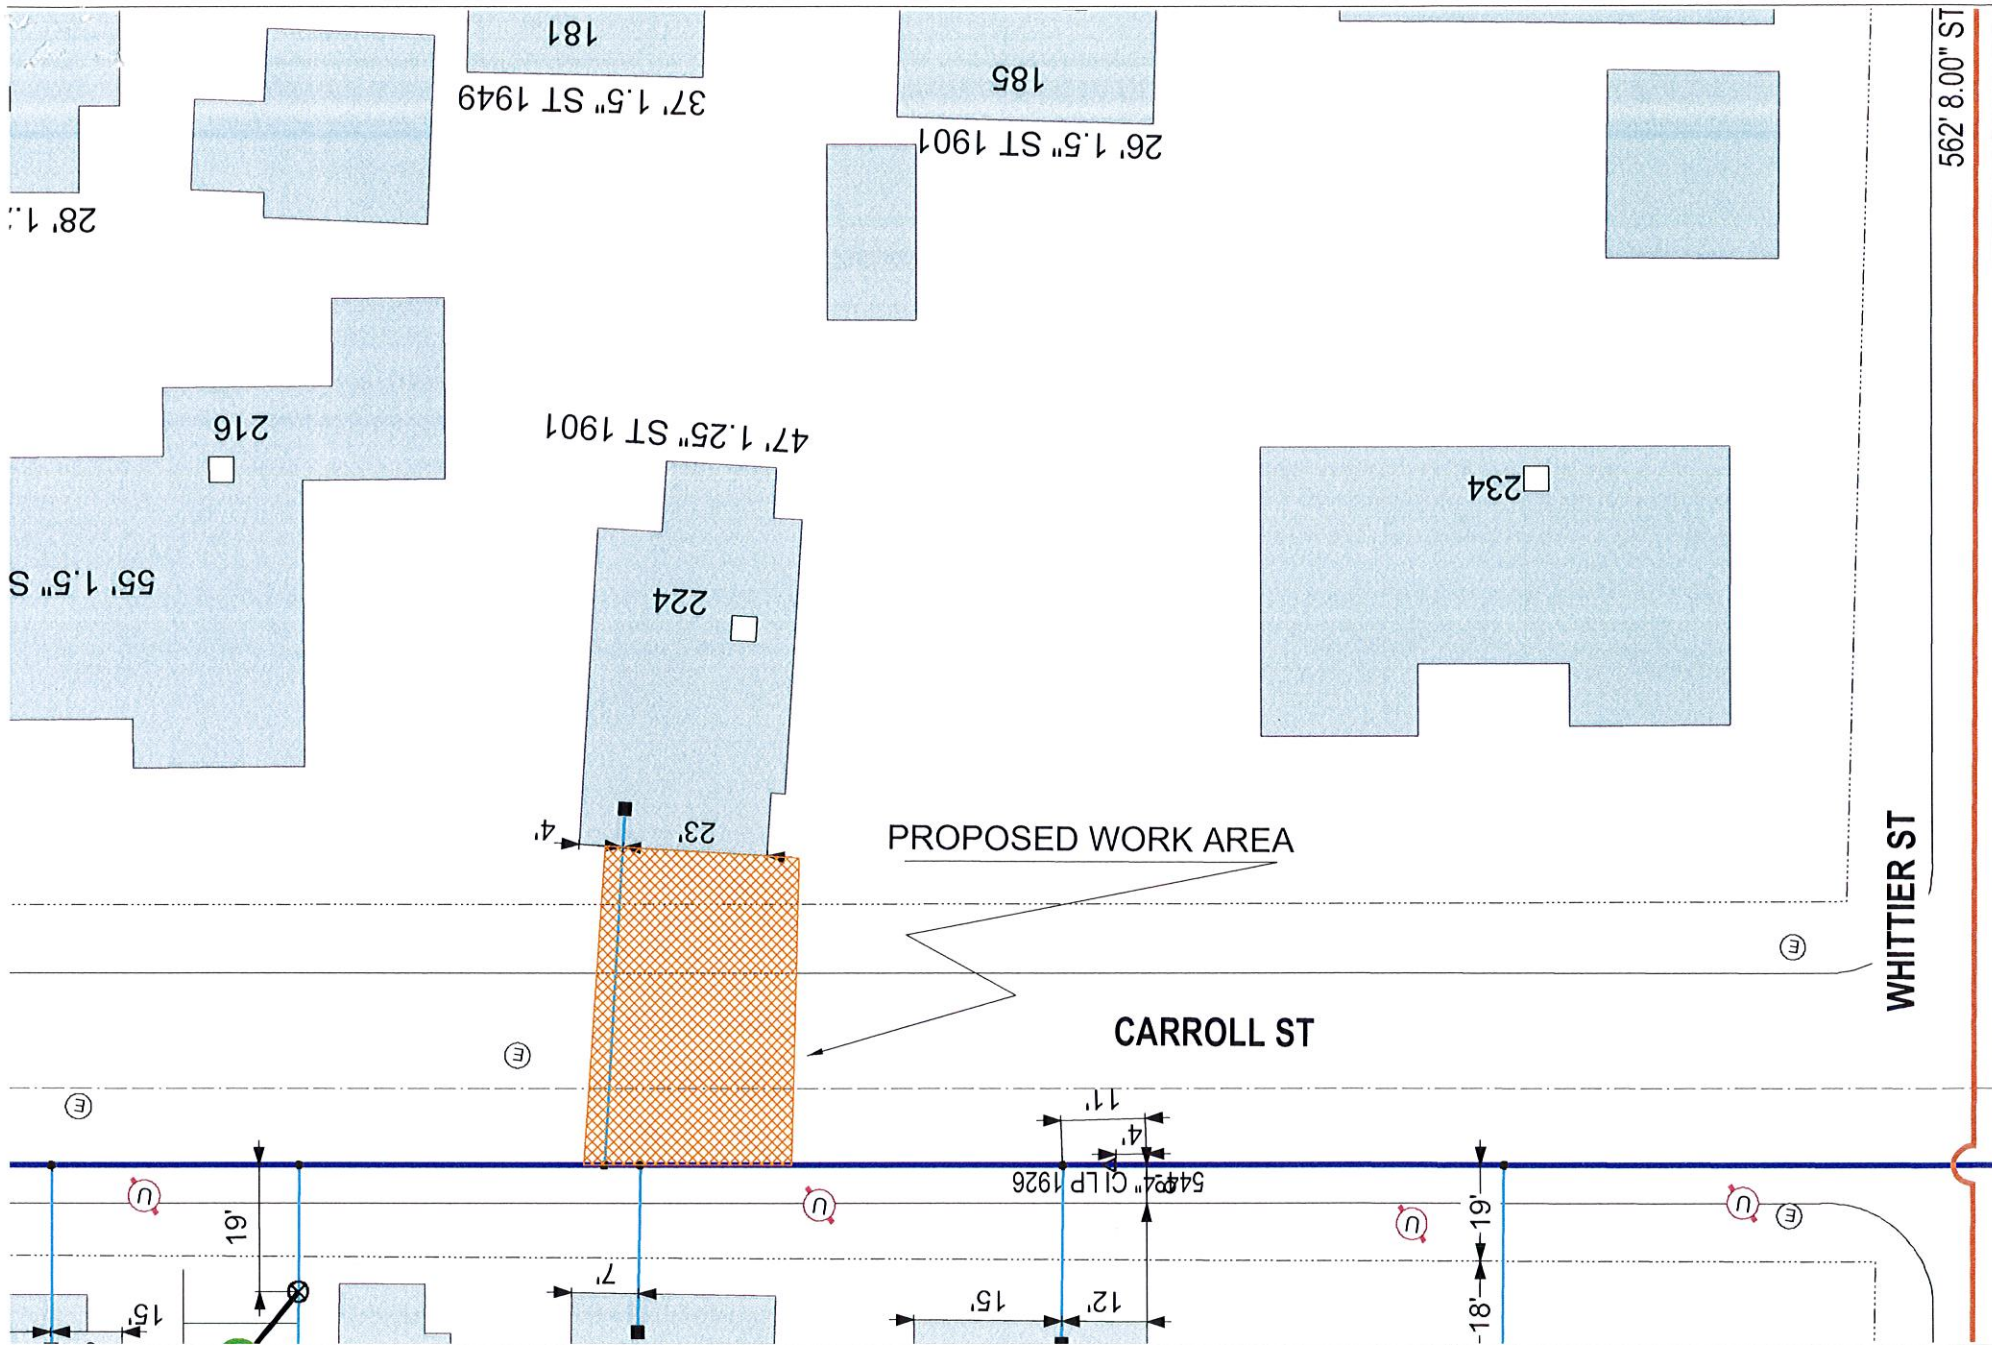 181
37' 1.5" ST 1949
185
26' 1.5" ST 1901
562' 8.00" ST
28' 1.
216
47' 1.25" ST 1901
234
55' 1.5" S
224
4'
23'
PROPOSED WORK AREA
WHITTIER ST
E
CARROLL ST
E
E
11'
4'
4" CI LP 1926
U
U
U
U
E
19'
19'
7'
15'
15'
12'
18'